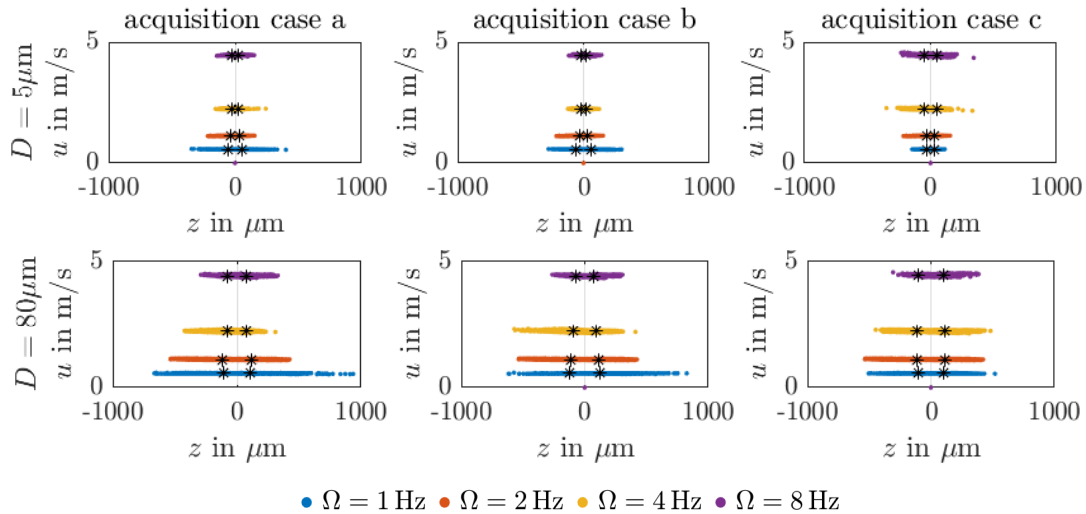 acquisition case a acquisition case b acquisition case c
D = 5μm
u in m/s u in m/s u in m/s
5 5 5
0 0 0
-1000 0 1000 -1000 0 1000 -1000 0 1000
z in μm z in μm z in μm
D = 80μm
u in m/s u in m/s u in m/s
5 5 5
0 0 0
-1000 0 1000 -1000 0 1000 -1000 0 1000
z in μm z in μm z in μm
Ω = 1 Hz Ω = 2 Hz Ω = 4 Hz Ω = 8 Hz